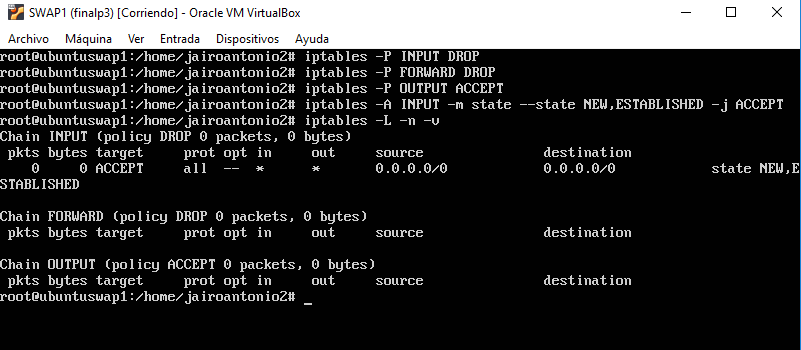 SWAP1 (finalp3) [Corriendo] - Oracle VM VirtualBox
Archivo Máquina Ver Entrada Dispositivos Ayuda
root@ubuntuswap1:/home/jairoantonio2# iptables -P INPUT DROP
root@ubuntuswap1:/home/jairoantonio2# iptables -P FORWARD DROP
root@ubuntuswap1:/home/jairoantonio2# iptables -P OUTPUT ACCEPT
root@ubuntuswap1:/home/jairoantonio2# iptables -A INPUT -m state --state NEW,ESTABLISHED -j ACCEPT
root@ubuntuswap1:/home/jairoantonio2# iptables -L -n -v
Chain INPUT (policy DROP 0 packets, 0 bytes)
 pkts bytes target     prot opt in     out     source               destination
    0     0 ACCEPT     all  --  *      *       0.0.0.0/0            0.0.0.0/0            state NEW,E
STABLISHED
Chain FORWARD (policy DROP 0 packets, 0 bytes)
 pkts bytes target     prot opt in     out     source               destination
Chain OUTPUT (policy ACCEPT 0 packets, 0 bytes)
 pkts bytes target     prot opt in     out     source               destination
root@ubuntuswap1:/home/jairoantonio2# _